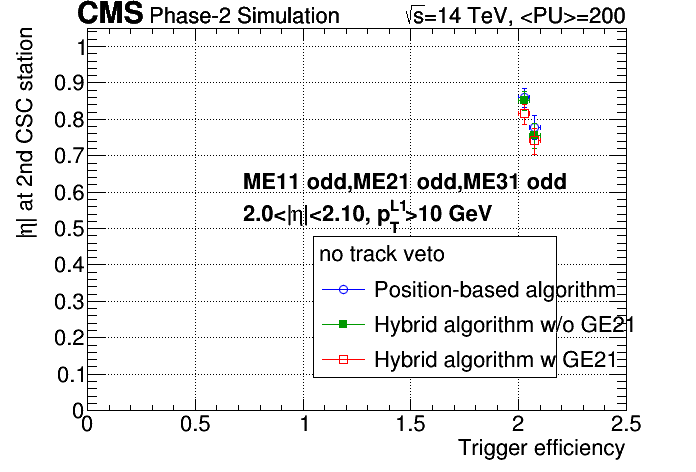 CMS Phase-2 Simulation √s=14 TeV, <PU>=200
|η| at 2nd CSC station
1
0.9
0.8
0.7
0.6
0.5
0.4
0.3
0.2
0.1
0
ME11 odd,ME21 odd,ME31 odd
2.0<|η|<2.10, p_T^L1>10 GeV
no track veto
Position-based algorithm
Hybrid algorithm w/o GE21
Hybrid algorithm w GE21
0 0.5 1 1.5 2 2.5
Trigger efficiency